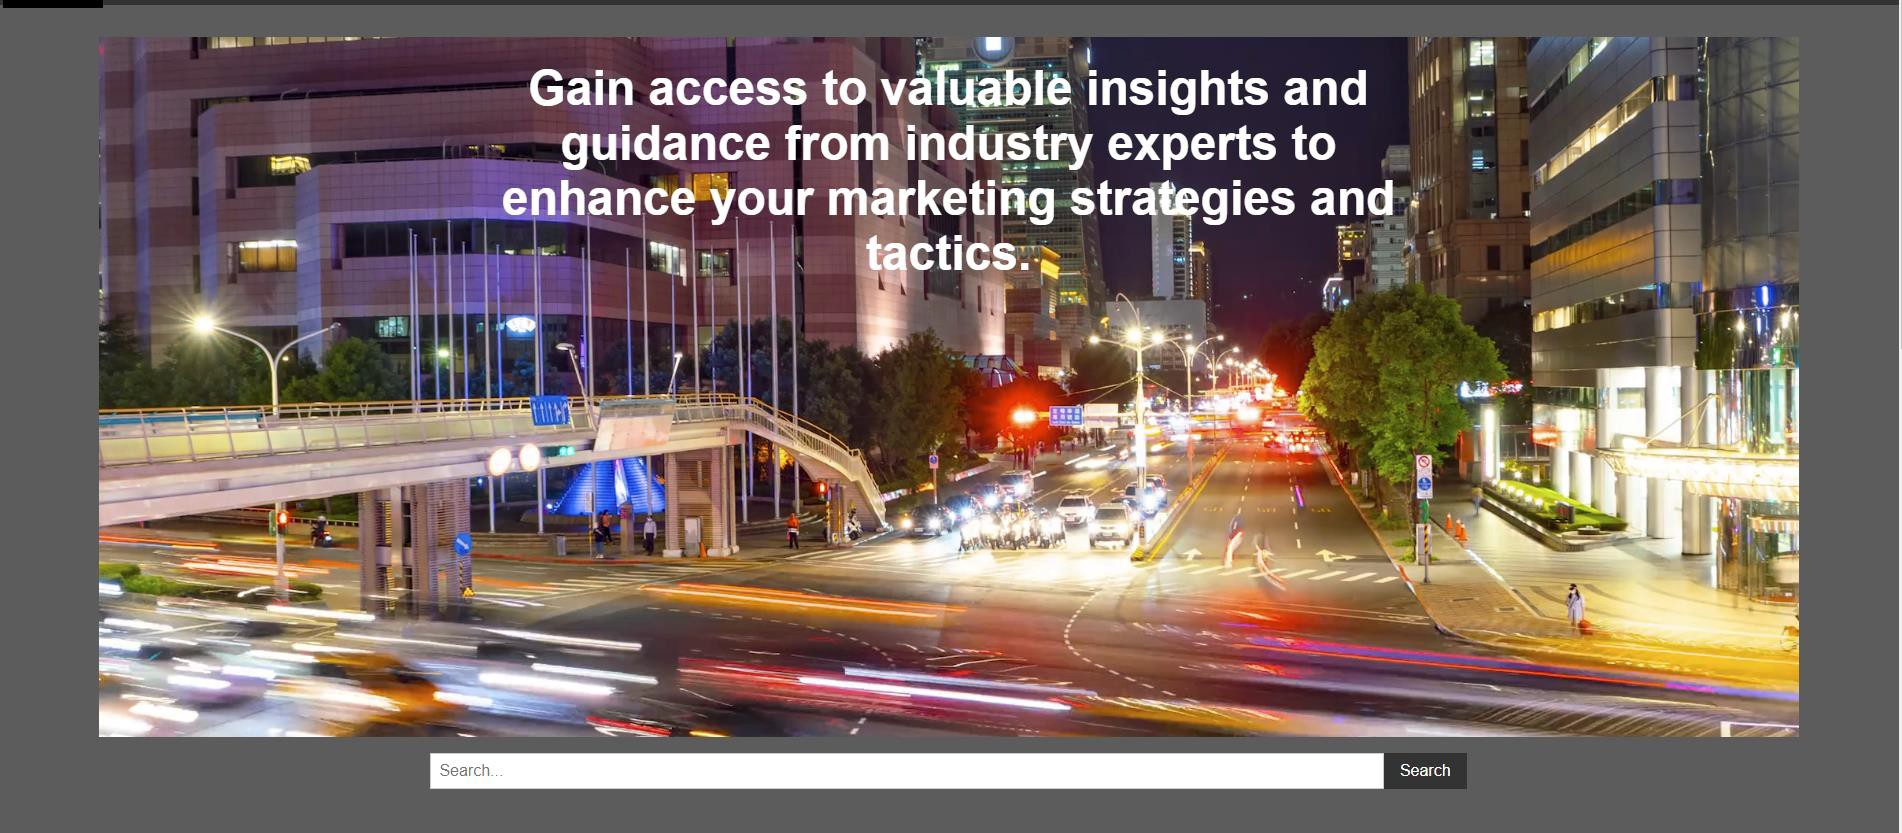 Gain access to valuable insights and
guidance from industry experts to
enhance your marketing strategies and
tactics.
Search...
Search